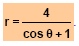 r = 4 / (cos θ + 1).